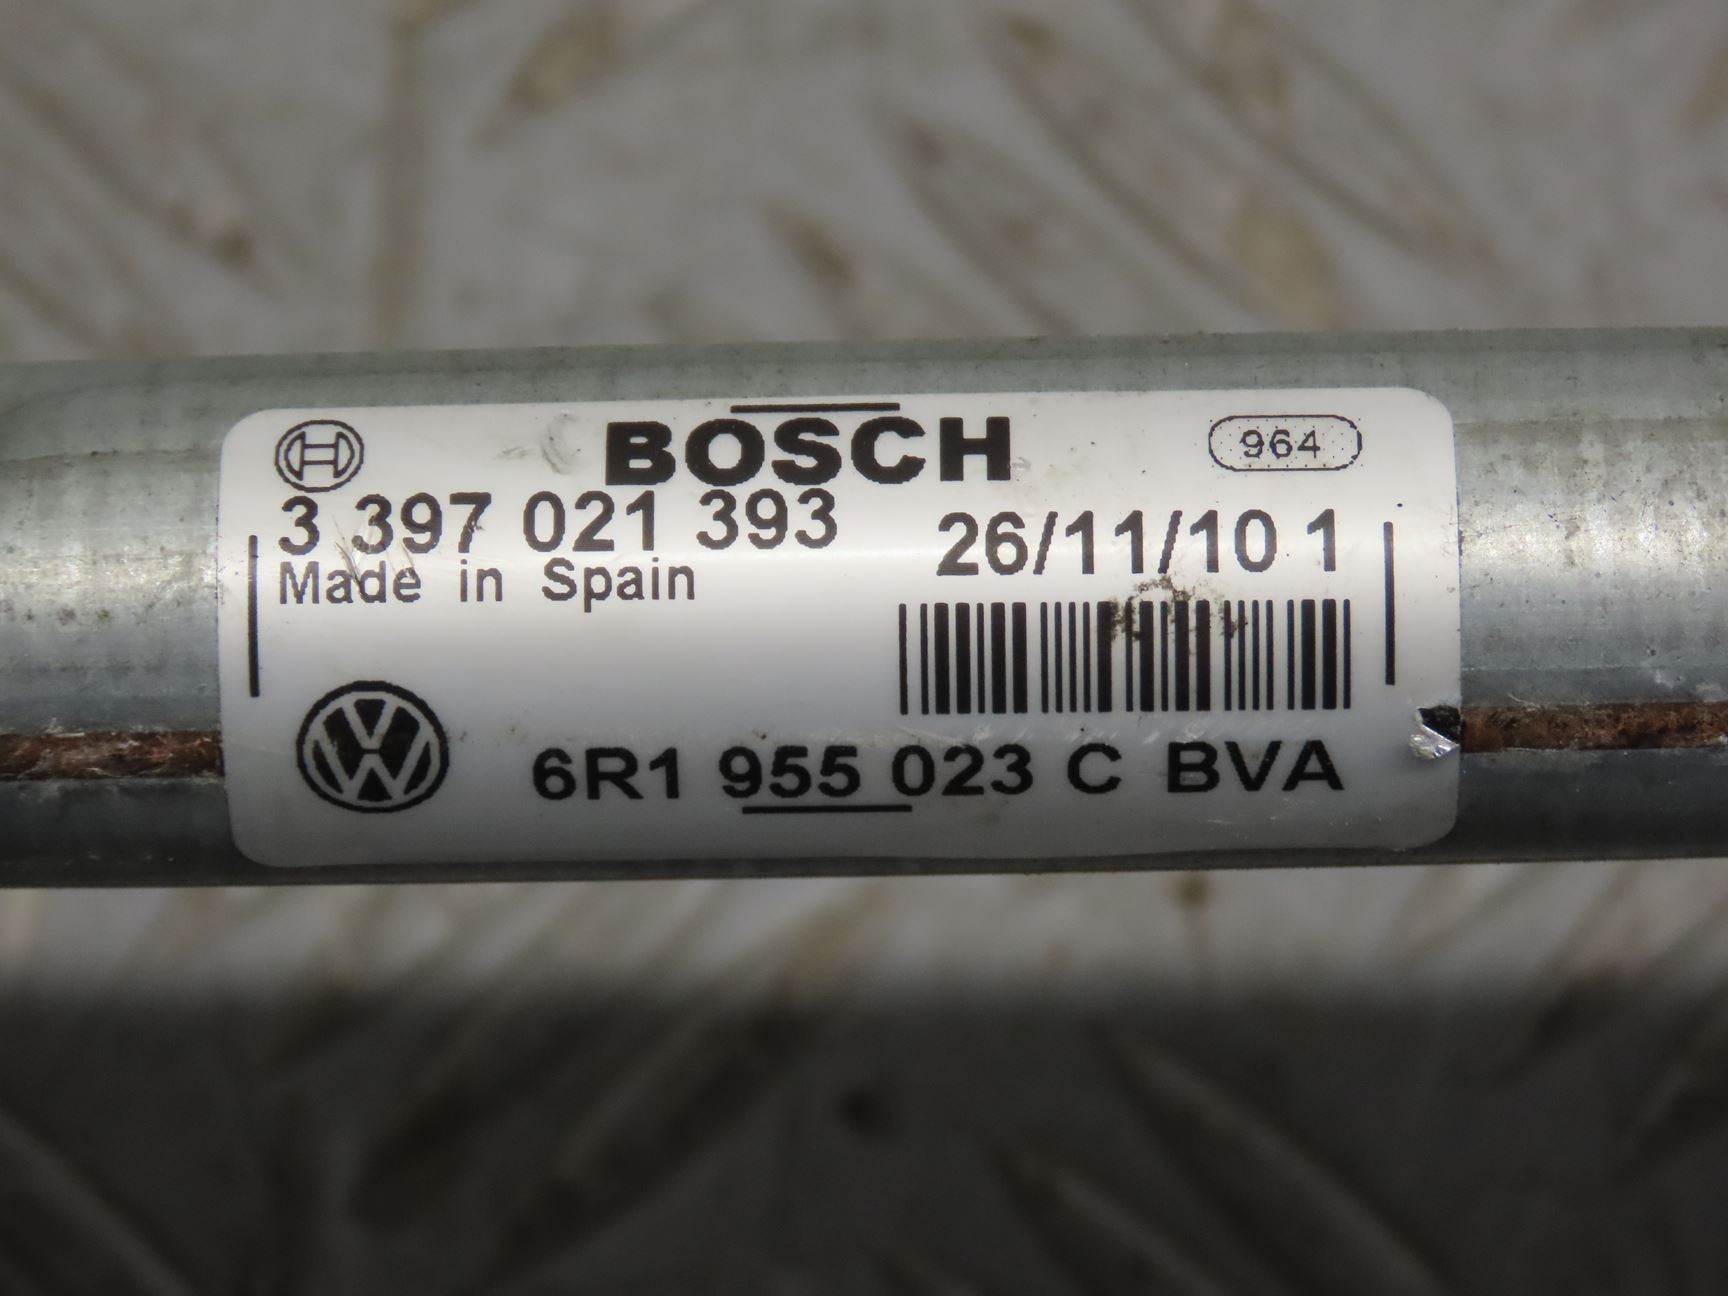 BOSCH
964
3 397 021 393
26/11/10 1
Made in Spain
6R1 955 023 C BVA